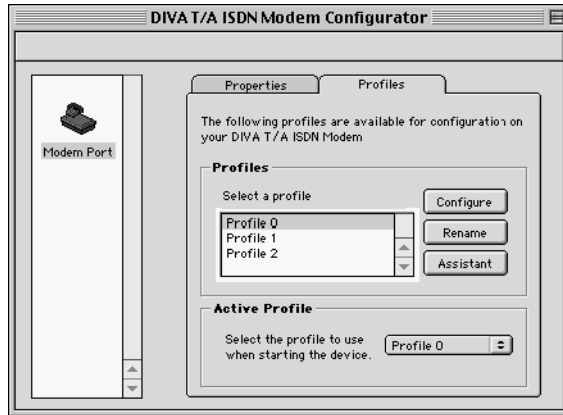 DIVA T/A ISDN Modem Configurator
Modem Port
Properties
Profiles
The following profiles are available for configuration on
your DIVA T/A ISDN Modem
Profiles
Select a profile
Profile 0
Profile 1
Profile 2
Configure
Rename
Assistant
Active Profile
Select the profile to use
when starting the device.
Profile 0